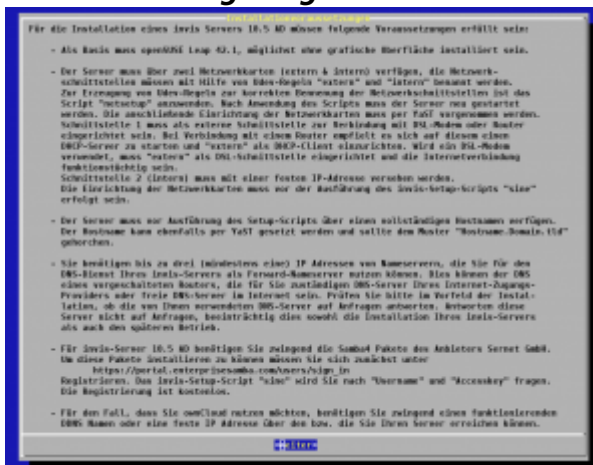 Installationsvoraussetzungen
Für die Installation eines invis Servers 10.5 AD müssen folgende Voraussetzungen erfüllt sein:
- Als Basis muss openSUSE Leap 42.1, möglichst ohne grafische Oberfläche installiert sein.
- Der Server muss über zwei Netzwerkkarten (extern & intern) verfügen, die Netzwerk-
schnittstellen müssen mit Hilfe von Udev-Regeln "extern" und "intern" benannt werden.
Zur Erzeugung von Udev-Regeln zur korrekten Benennung der Netzwerkschnittstellen ist das
Script "netsetup" anzuwenden. Nach Anwendung des Scripts muss der Server neu gestartet
werden. Die anschließende Einrichtung der Netzwerkkarten muss per YaST vorgenommen werden.
Schnittstelle 1 muss als externe Schnittstelle zur Verbindung mit DSL-Modem oder Router
eingerichtet sein. Bei Verbindung mit einem Router empfielt es sich auf diesem einen
DHCP-Server zu starten und "extern" als DHCP-Client einzurichten. Wird ein DSL-Modem
verwendet, muss "extern" als DSL-Schnittstelle eingerichtet und die Internetverbindung
funktionstüchtig sein.
Schnittstelle 2 (intern) muss mit einer festen IP-Adresse versehen werden.
Die Einrichtung der Netzwerkkarten muss vor der Ausführung des invis-Setup-Scripts "sine"
erfolgt sein.
- Der Server muss vor Ausführung des Setup-Scripts über einen vollständigen Hostnamen verfügen.
Der Hostname kann ebenfalls per YaST gesetzt werden und sollte dem Muster "Hostname.Domain.tld"
gehorchen.
- Sie benötigen bis zu drei (mindestens eine) IP Adressen von Nameservern, die Sie für den
DNS-Dienst Ihres invis-Servers als Forward-Nameserver nutzen können. Dies können der DNS
eines vorgeschalteten Routers, die für Sie zuständigen DNS-Server Ihres Internet-Zugangs-
Providers oder freie DNS-Server im Internet sein. Prüfen Sie bitte im Vorfeld der Instal-
lation, ob die von Ihnen verwendeten DNS-Server auf Anfragen antworten. Antworten diese
Server nicht auf Anfragen, beeinträchtig dies sowohl die Installation Ihres invis-Servers
als auch den späteren Betrieb.
- Für invis-Server 10.5 AD benötigen Sie zwingend die Samba4 Pakete des Anbieters Sernet GmbH.
Um diese Pakete installieren zu können müssen Sie sich zunächst unter
https://portal.enterprisesamba.com/users/sign_in
Registrieren. Das invis-Setup-Script "sine" wird Sie nach "Username" und "Accesskey" fragen.
Die Registrierung ist kostenlos.
- Für den Fall, dass Sie ownCloud nutzen möchten, benötigen Sie zwingend einen funktionierenden
DDNS Namen oder eine feste IP Adresse über den bzw. die Sie Ihren Server erreichen können.
Weiter